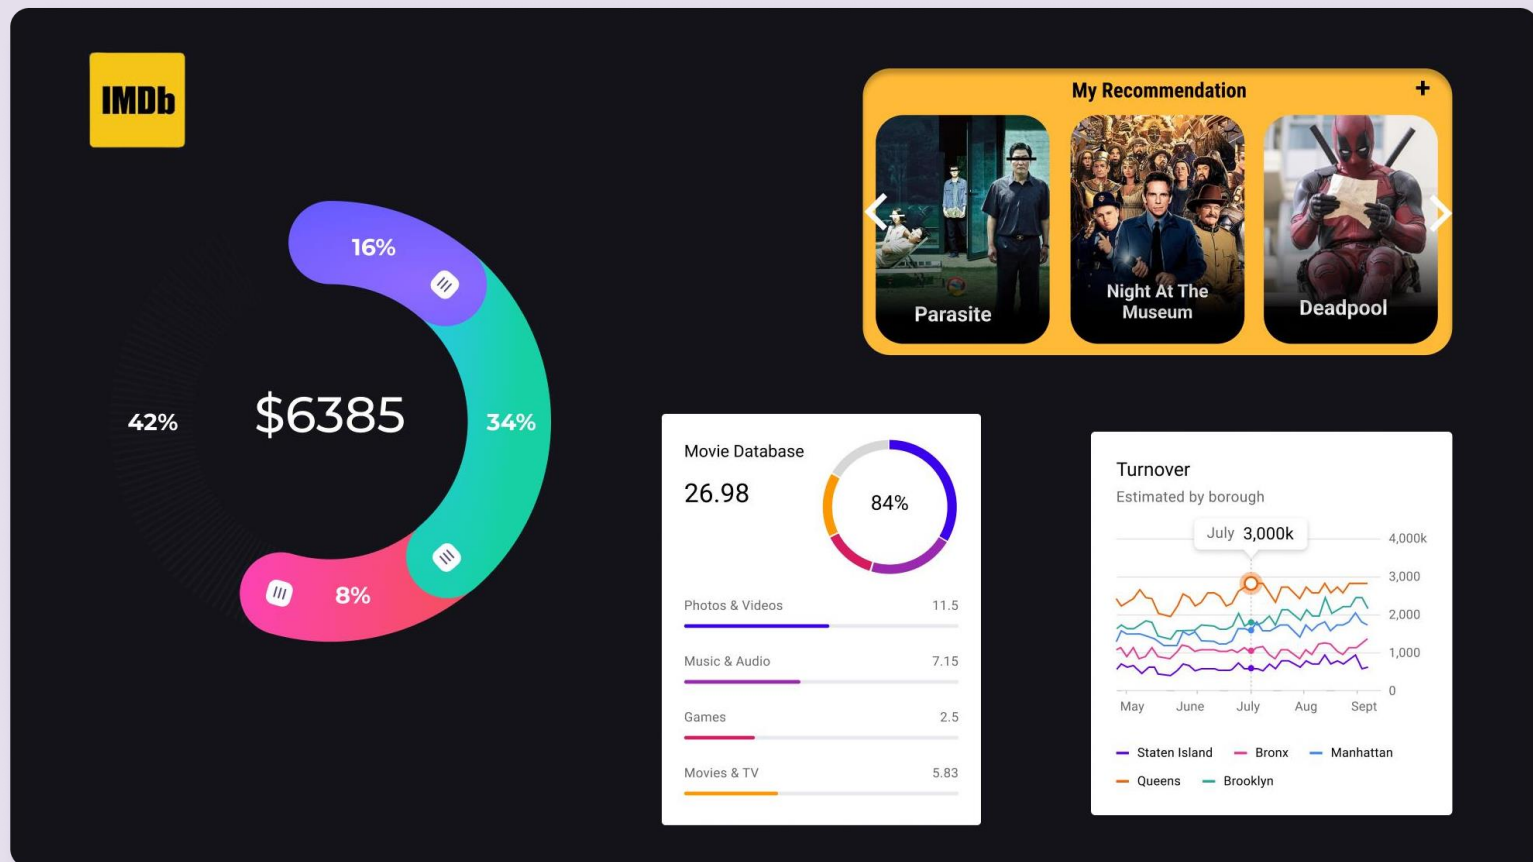 IMDb
My Recommendation +
Parasite
Night At The
Museum
Deadpool
16%
42%
$6385
34%
8%
Movie Database
26.98
84%
Photos & Videos 11.5
Music & Audio 7.15
Games 2.5
Movies & TV 5.83
Turnover
Estimated by borough
July 3,000k
4,000k
3,000
2,000
1,000
0
May June July Aug Sept
Staten Island Bronx Manhattan
Queens Brooklyn